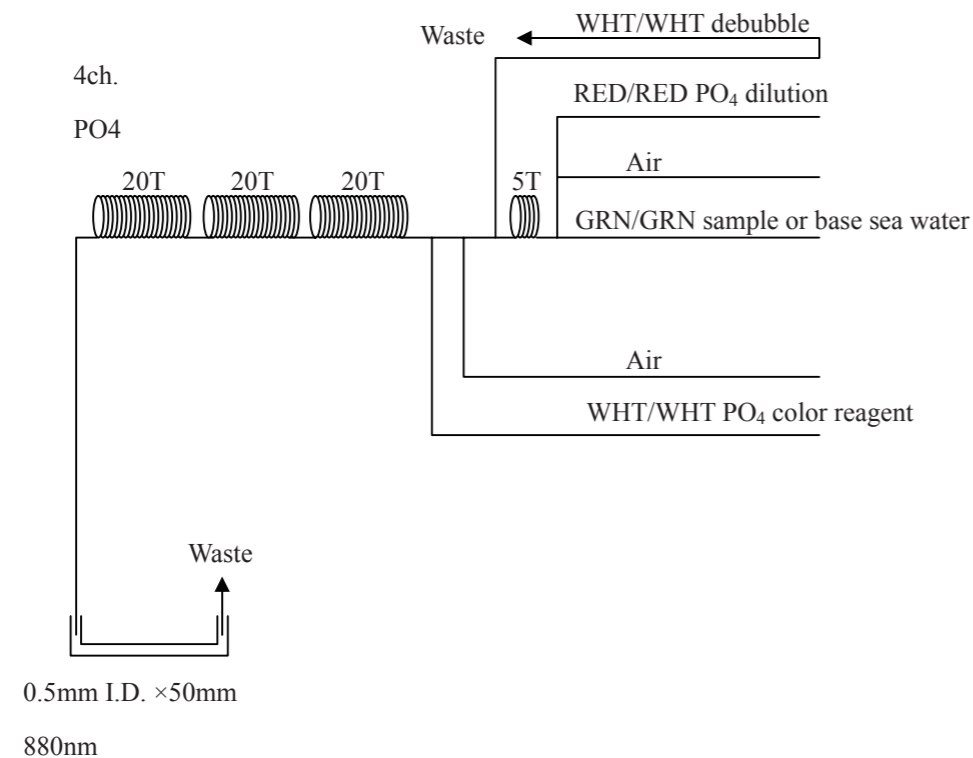 Waste
WHT/WHT debubble
4ch.
RED/RED PO₄ dilution
PO4
Air
20T
20T
20T
5T
GRN/GRN sample or base sea water
Air
WHT/WHT PO₄ color reagent
Waste
0.5mm I.D. ×50mm
880nm